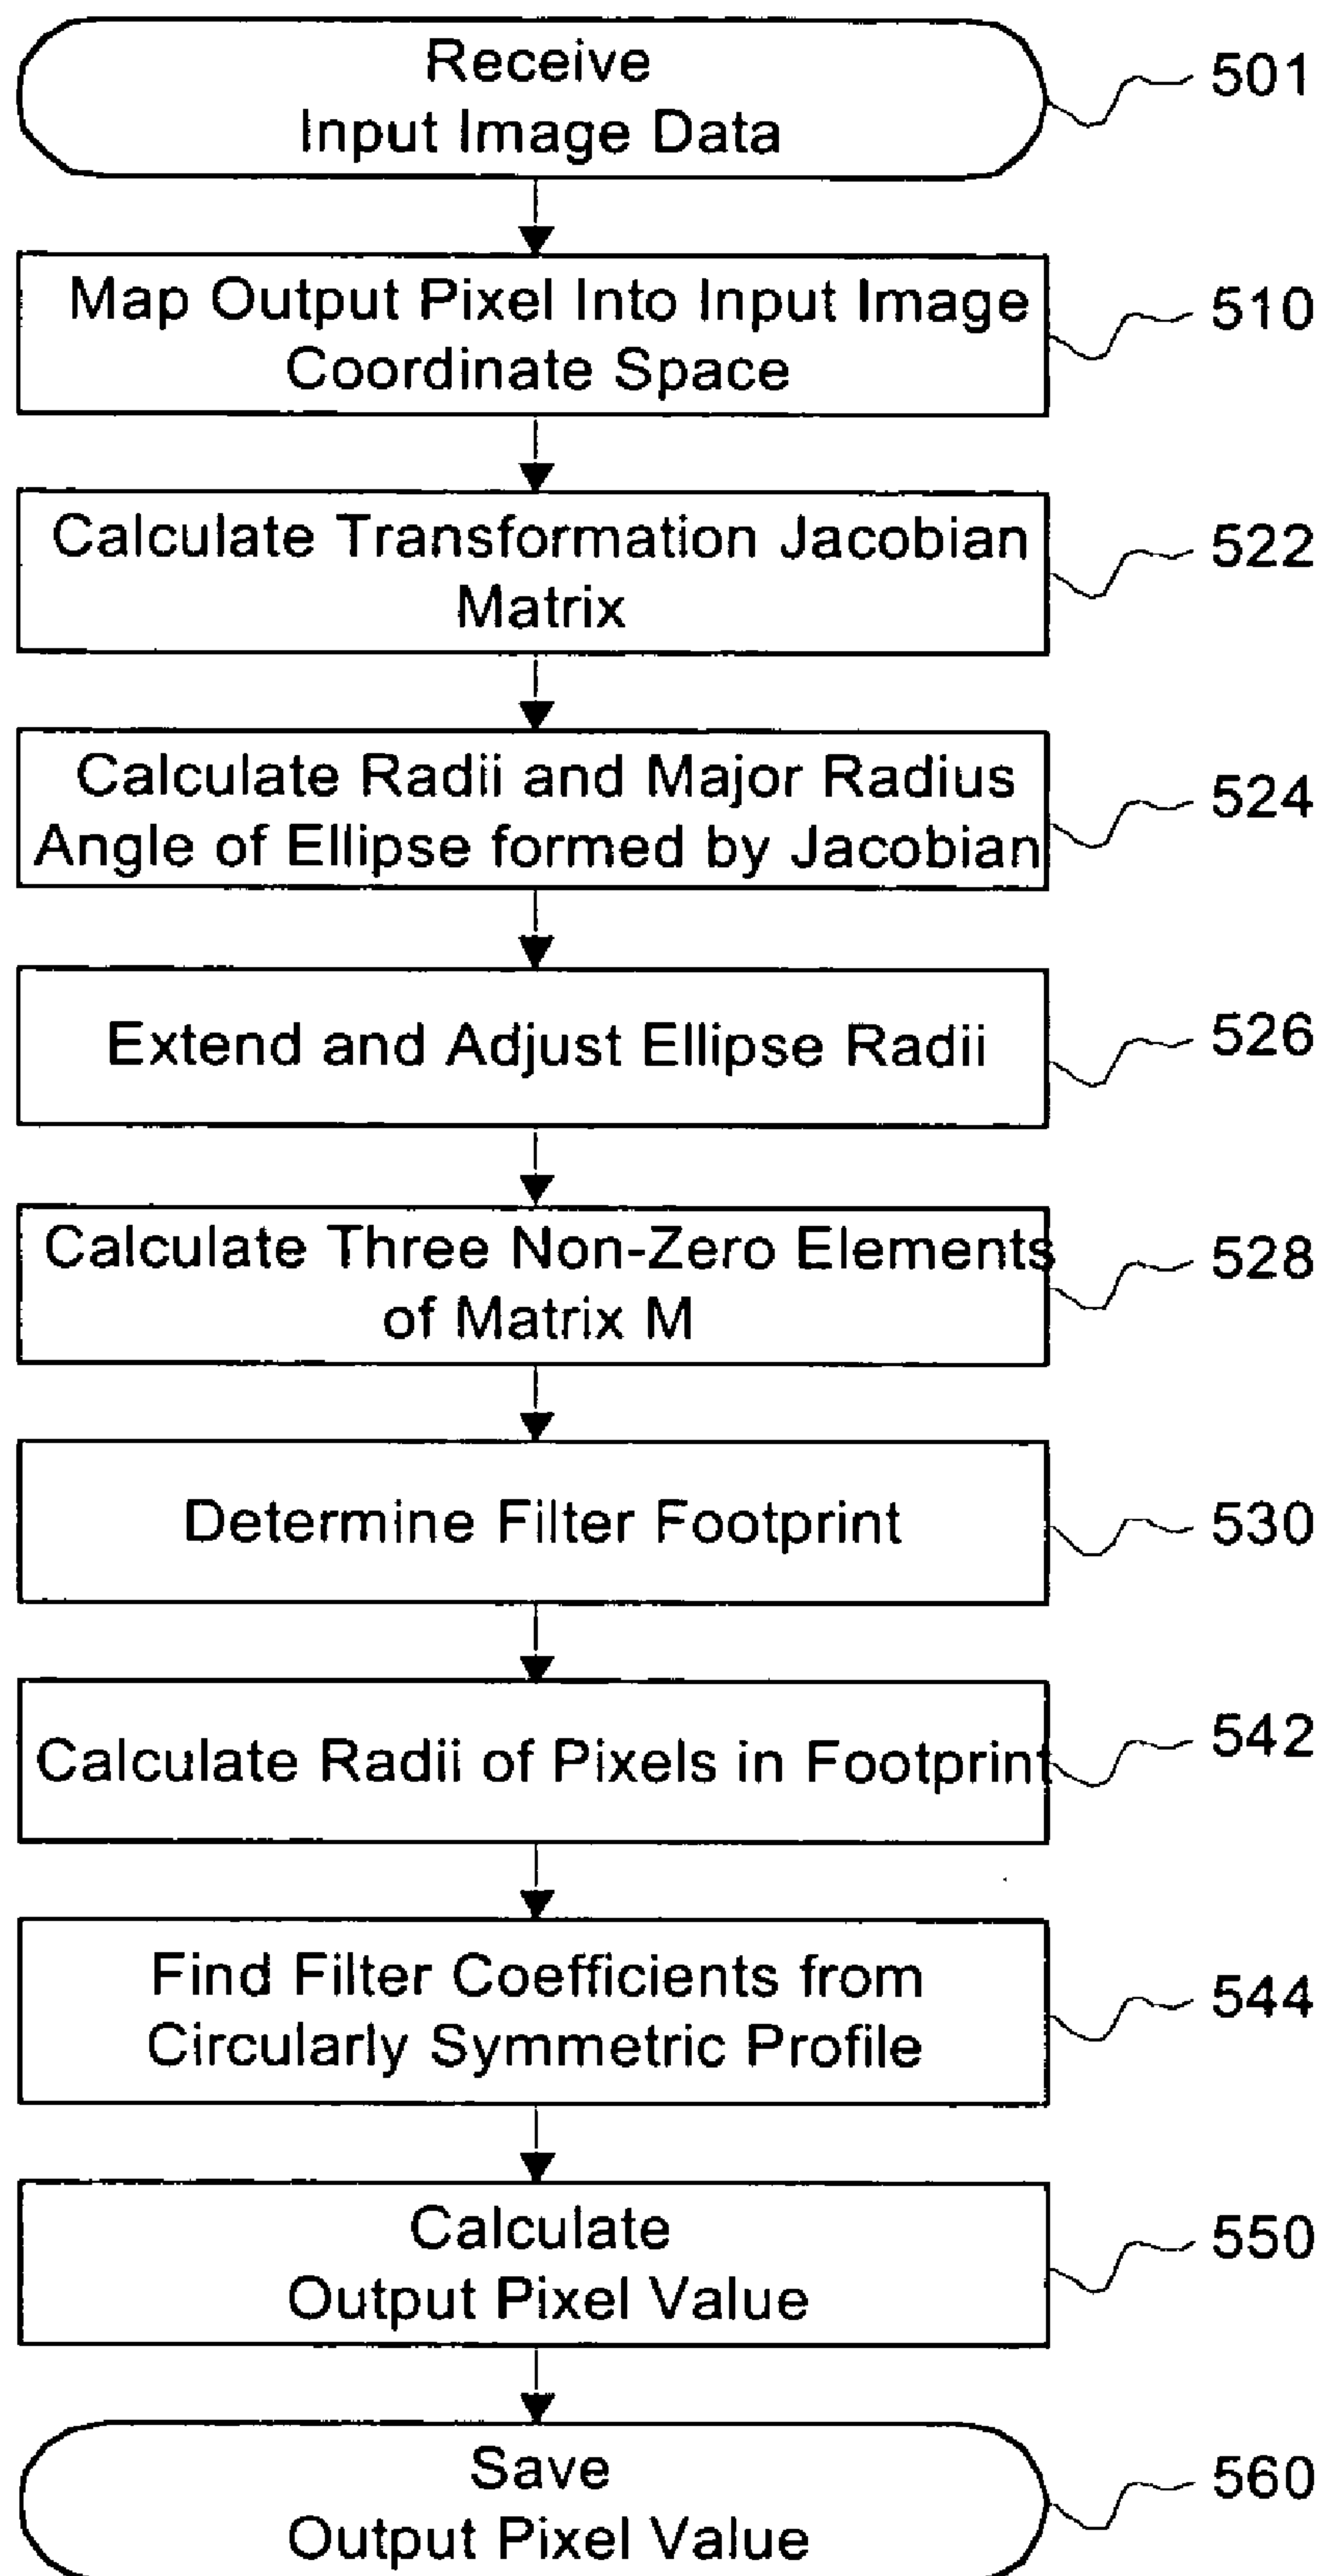 Receive
Input Image Data
501
Map Output Pixel Into Input Image
Coordinate Space
510
Calculate Transformation Jacobian
Matrix
522
Calculate Radii and Major Radius
Angle of Ellipse formed by Jacobian
524
Extend and Adjust Ellipse Radii
526
Calculate Three Non-Zero Elements
of Matrix M
528
Determine Filter Footprint
530
Calculate Radii of Pixels in Footprint
542
Find Filter Coefficients from
Circularly Symmetric Profile
544
Calculate
Output Pixel Value
550
Save
Output Pixel Value
560